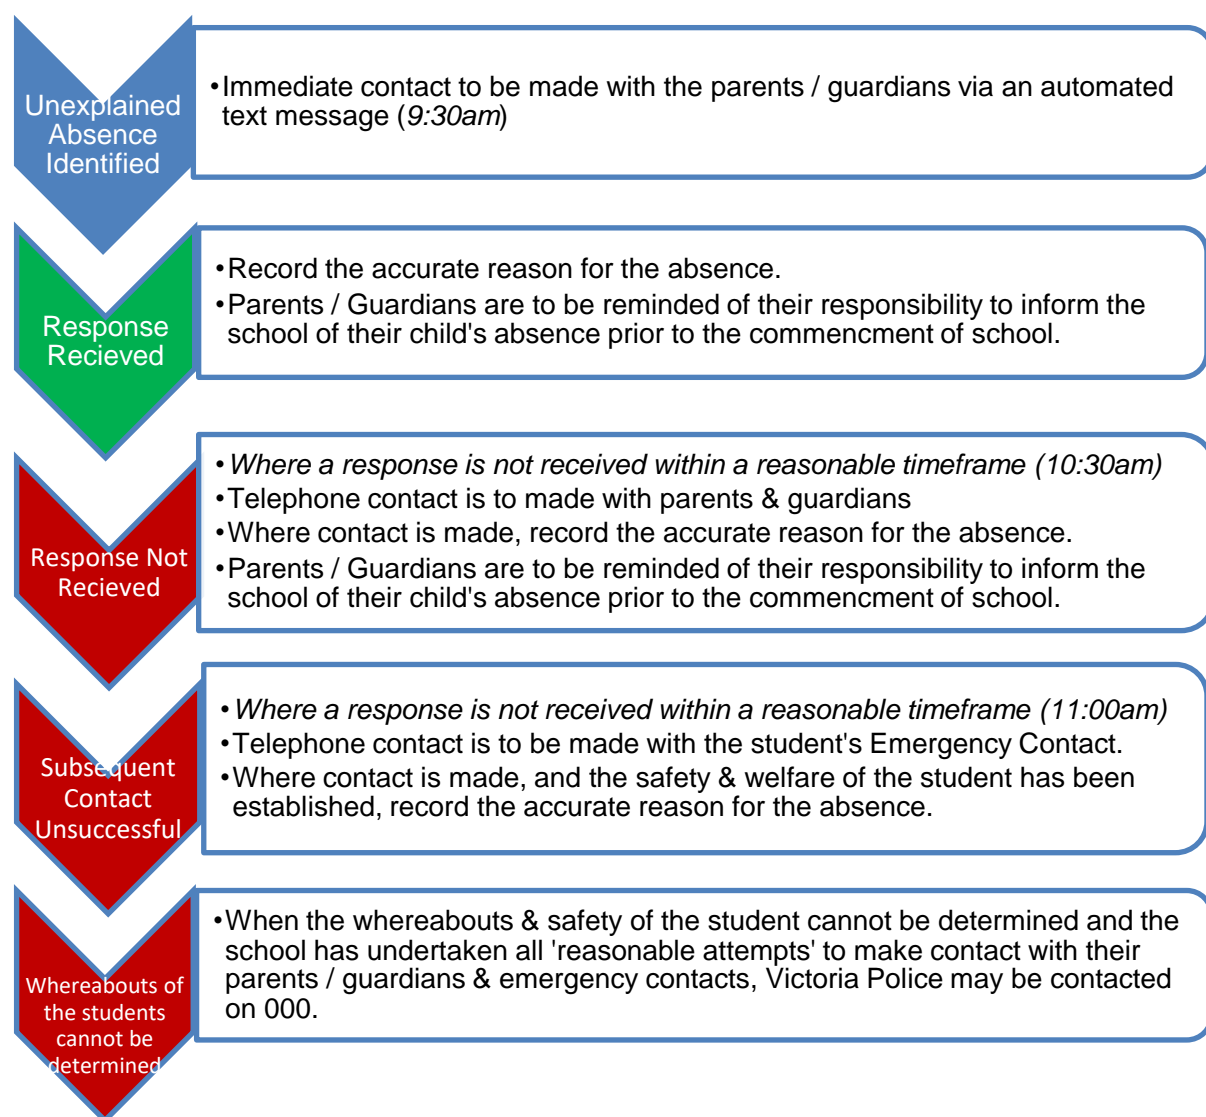 Unexplained
Absence
Identified
•Immediate contact to be made with the parents / guardians via an automated
text message (9:30am)
Response
Recieved
•Record the accurate reason for the absence.
•Parents / Guardians are to be reminded of their responsibility to inform the
school of their child's absence prior to the commencment of school.
Response Not
Recieved
•Where a response is not received within a reasonable timeframe (10:30am)
•Telephone contact is to made with parents & guardians
•Where contact is made, record the accurate reason for the absence.
•Parents / Guardians are to be reminded of their responsibility to inform the
school of their child's absence prior to the commencment of school.
Subsequent
Contact
Unsuccessful
•Where a response is not received within a reasonable timeframe (11:00am)
•Telephone contact is to be made with the student's Emergency Contact.
•Where contact is made, and the safety & welfare of the student has been
established, record the accurate reason for the absence.
Whereabouts of
the students
cannot be
determined
•When the whereabouts & safety of the student cannot be determined and the
school has undertaken all 'reasonable attempts' to make contact with their
parents / guardians & emergency contacts, Victoria Police may be contacted
on 000.